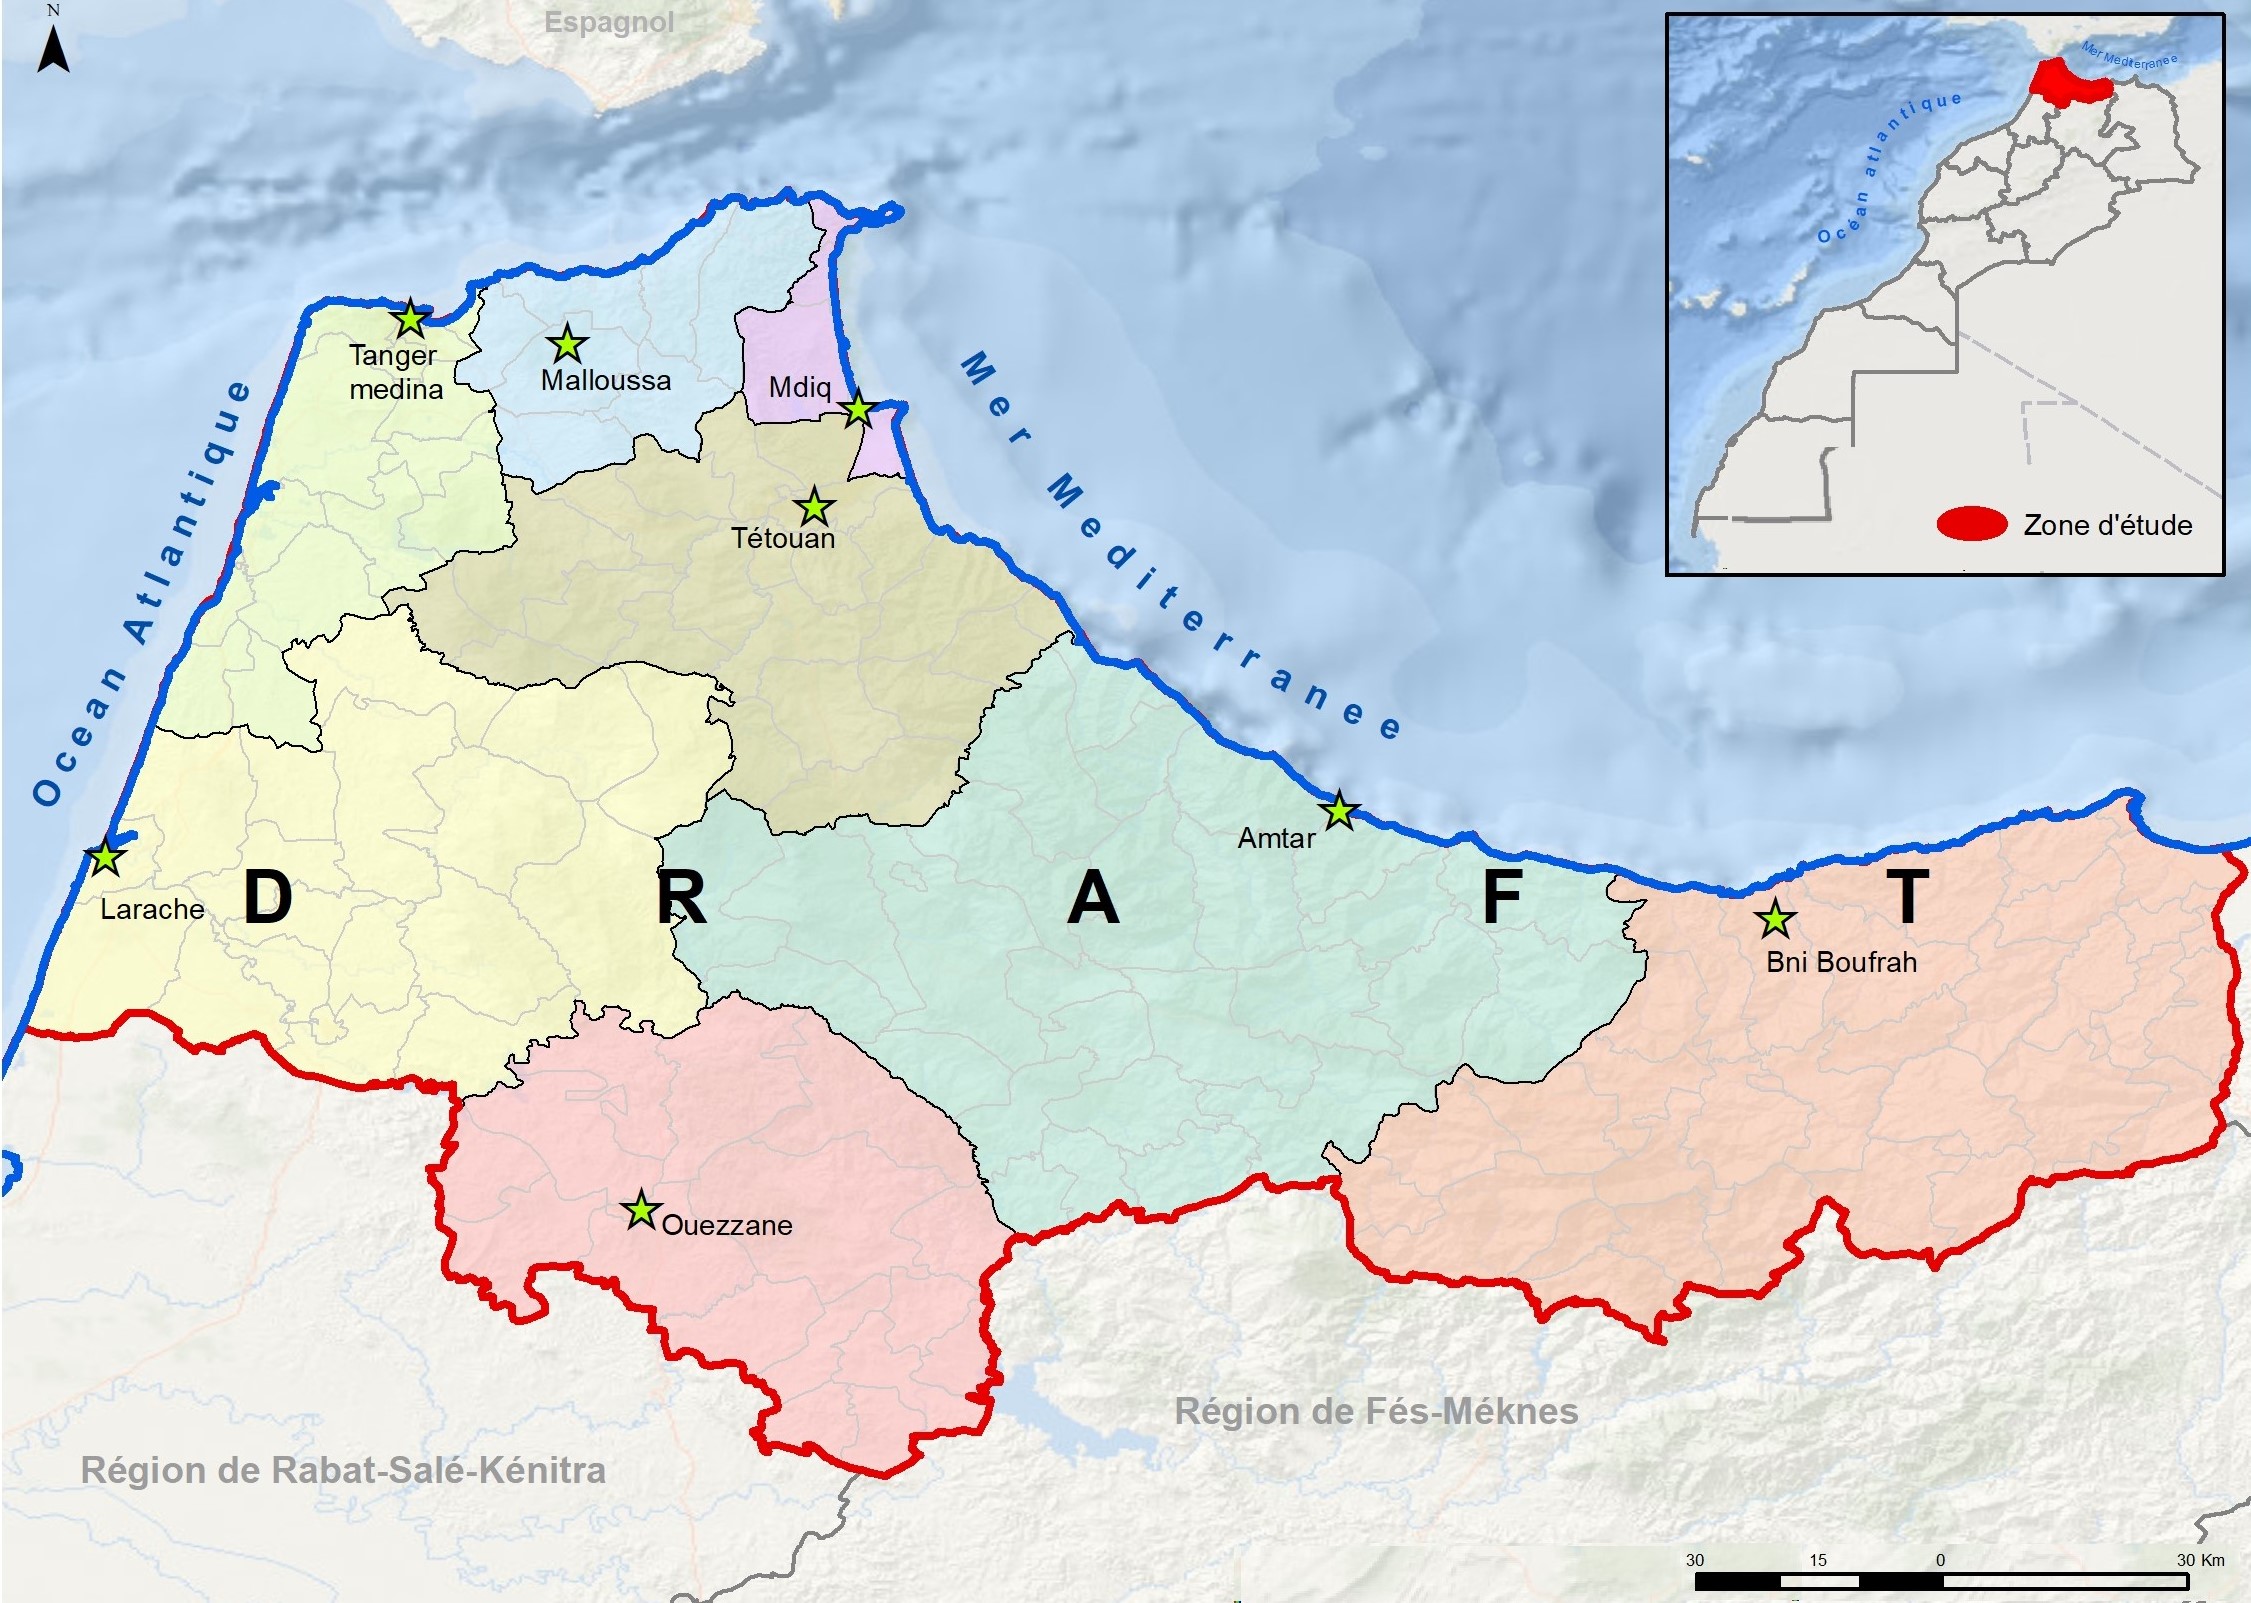 N
Espagnol
Mer Mediterranee
Océan atlantique
Zone d'étude
Tanger
medina
Malloussa
Mdiq
Tétouan
Ocean Atlantique
Mer Mediterranee
Amtar
Larache
D R A F T
Bni Boufrah
Ouezzane
Région de Fés-Méknes
Région de Rabat-Salé-Kénitra
30 15 0 30 Km